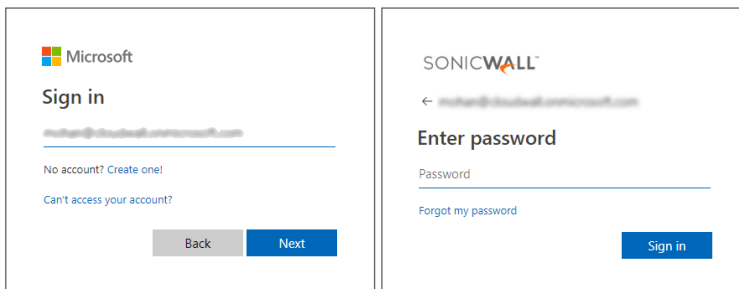 Microsoft
Sign in
No account? Create one!
Can't access your account?
Back
Next
SONICWALL™
Enter password
Password
Forgot my password
Sign in